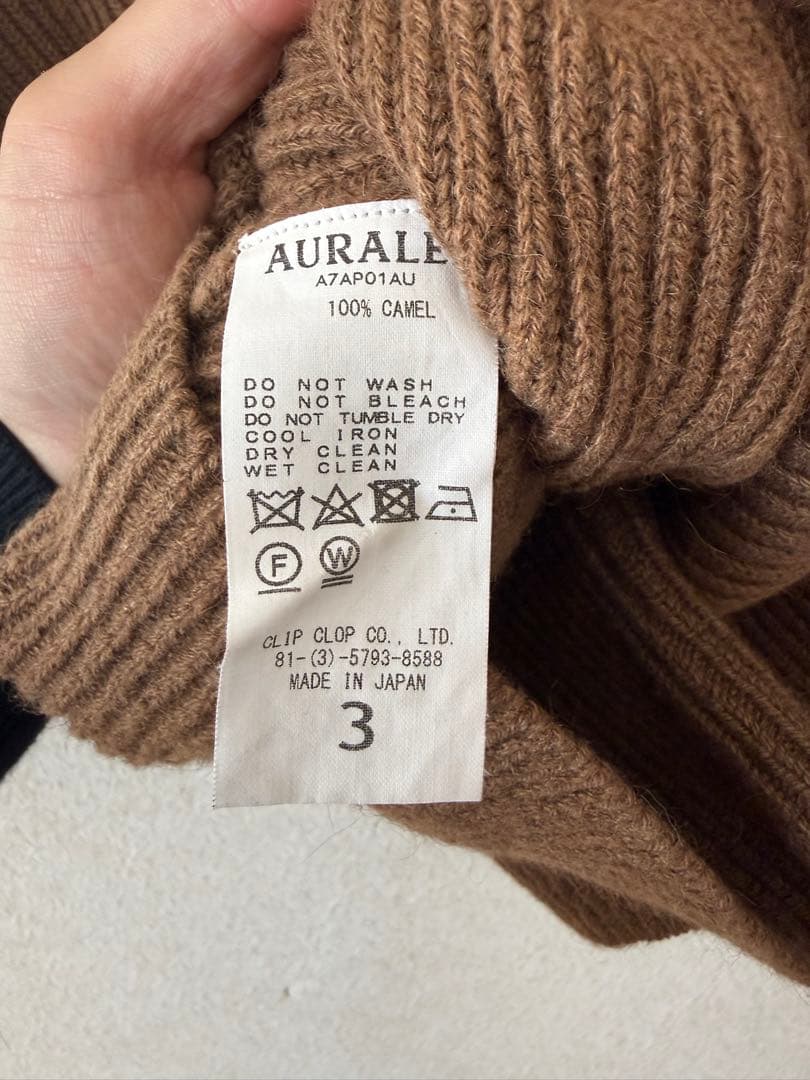 AURALE
A7AP01AU
100% CAMEL
DO NOT WASH
DO NOT BLEACH
DO NOT TUMBLE DRY
COOL IRON
DRY CLEAN
WET CLEAN
F W
CLIP CLOP CO., LTD.
81-(3)-5793-8588
MADE IN JAPAN
3